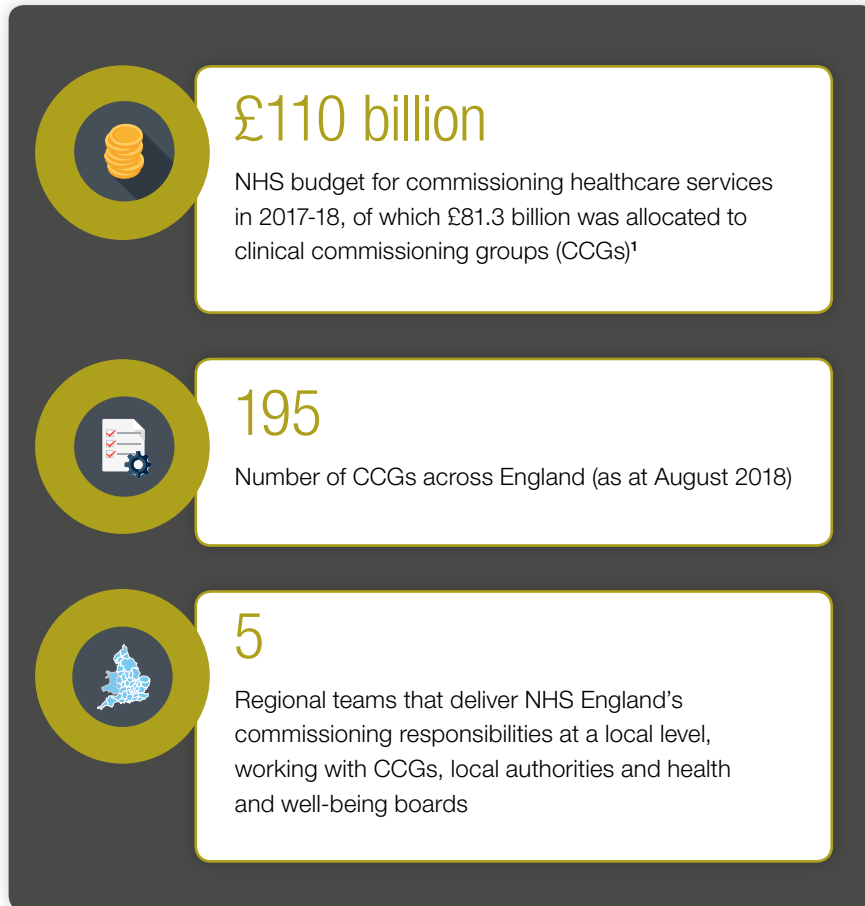 £110 billion
NHS budget for commissioning healthcare services
in 2017-18, of which £81.3 billion was allocated to
clinical commissioning groups (CCGs)¹
195
Number of CCGs across England (as at August 2018)
5
Regional teams that deliver NHS England’s
commissioning responsibilities at a local level,
working with CCGs, local authorities and health
and well-being boards